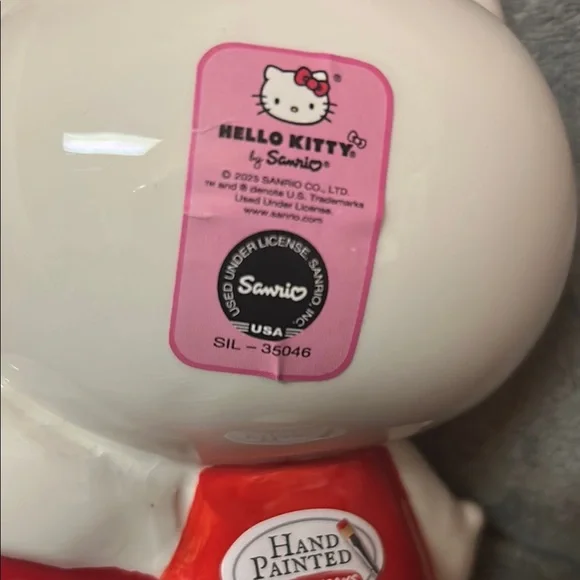 HELLO KITTY®
by Sanrio®
© 2023 SANRIO CO., LTD.
™ and ® denote U.S. Trademarks
Used Under License.
www.sanrio.com
USED UNDER LICENSE, SANRIO, INC.
Sanrio
USA
SIL – 35046
HAND
PAINTED